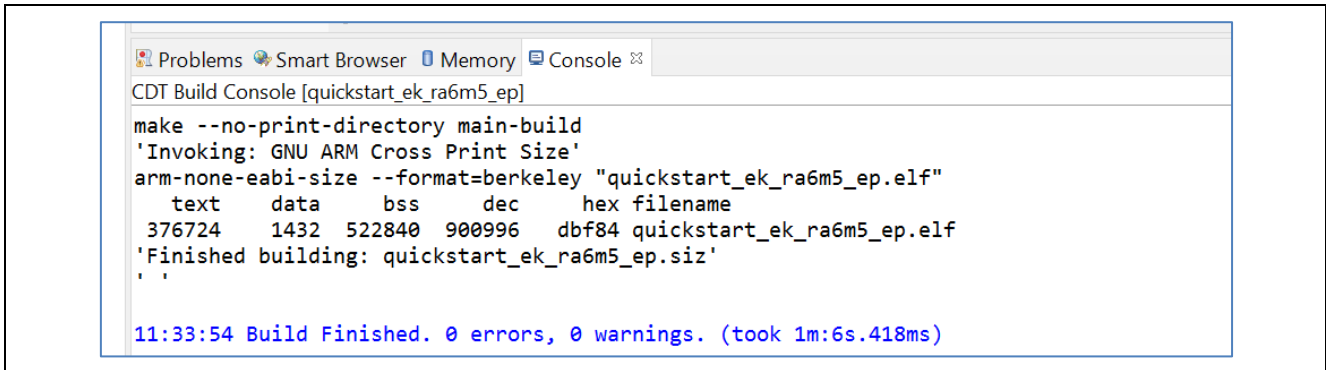 Problems Smart Browser Memory Console
CDT Build Console [quickstart_ek_ra6m5_ep]
make --no-print-directory main-build
'Invoking: GNU ARM Cross Print Size'
arm-none-eabi-size --format=berkeley "quickstart_ek_ra6m5_ep.elf"
   text    data     bss     dec     hex filename
 376724    1432  522840  900996   dbf84 quickstart_ek_ra6m5_ep.elf
'Finished building: quickstart_ek_ra6m5_ep.siz'
' '
11:33:54 Build Finished. 0 errors, 0 warnings. (took 1m:6s.418ms)